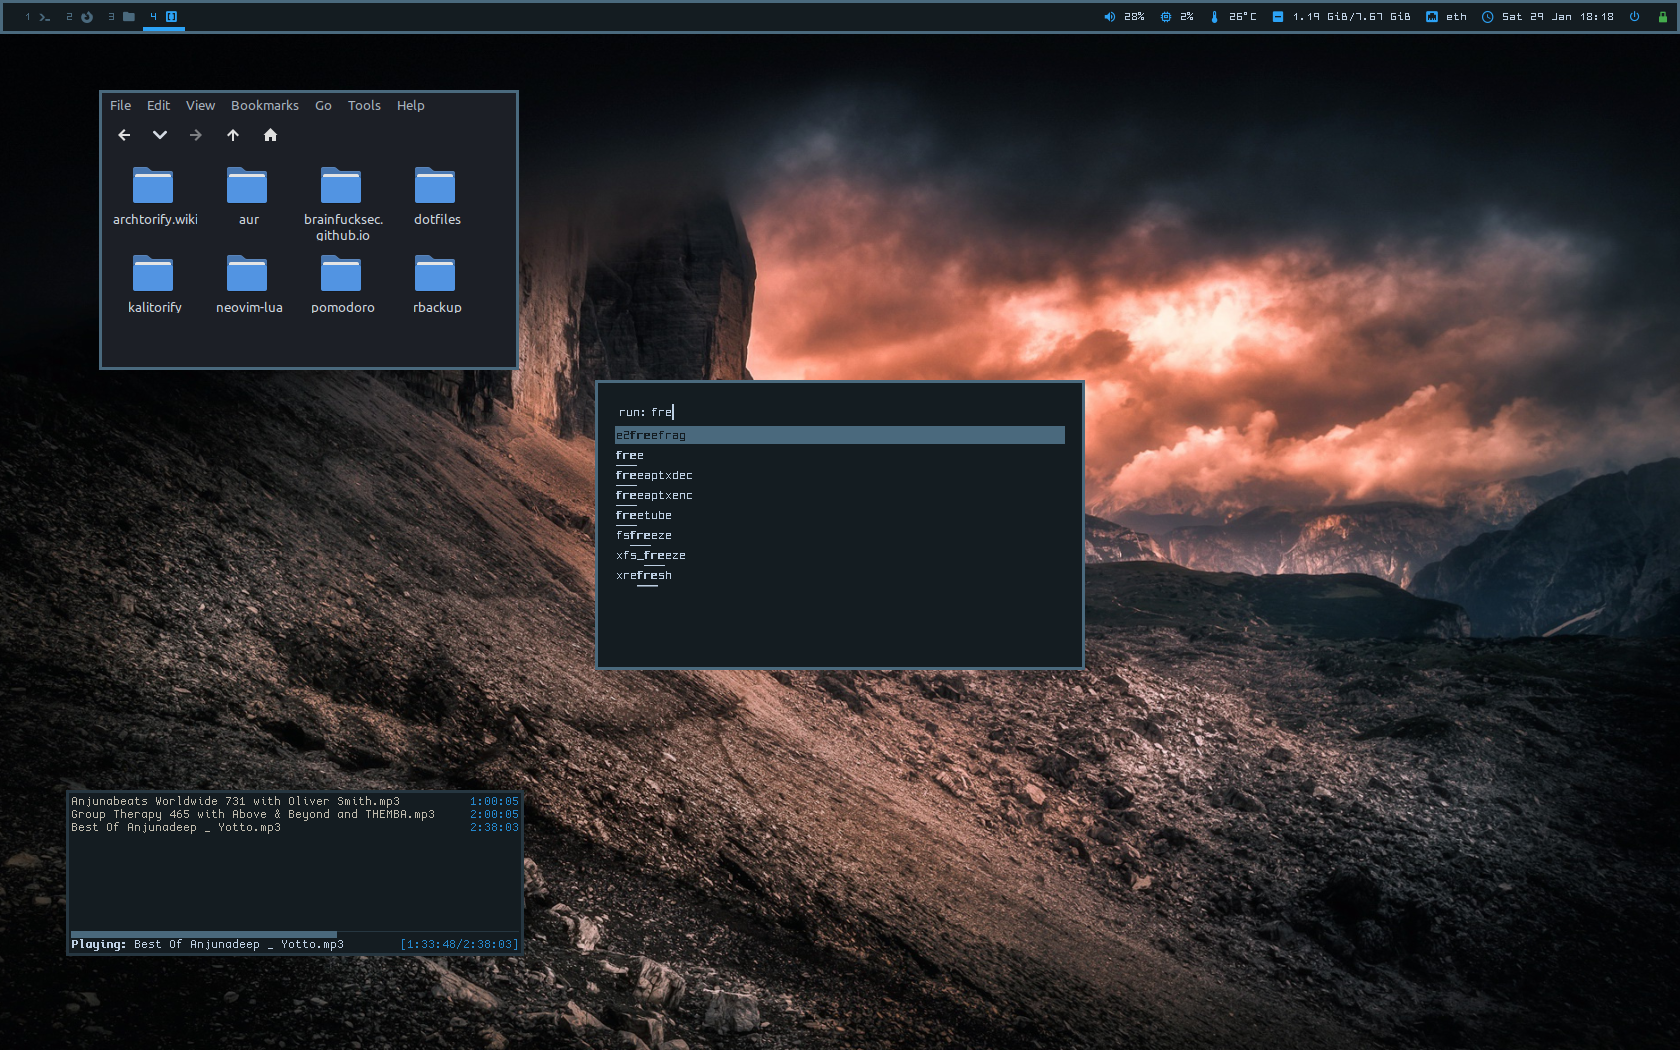 1 2 3 4 28% 2% 26°C 1.19 GiB/7.67 GiB eth Sat 29 Jan 18:18
File Edit View Bookmarks Go Tools Help
archtorify.wiki aur brainfucksec. dotfiles
github.io
kalitorify neovim-lua pomodoro rbackup
run: fre
e2freefrag
free
freeaptxdec
freeaptxenc
freetube
fsfreeze
xfs_freeze
xrefresh
Anjunabeats Worldwide 731 with Oliver Smith.mp3 1:00:05
Group Therapy 465 with Above & Beyond and THEMBA.mp3 2:00:05
Best Of Anjunadeep _ Yotto.mp3 2:38:03
Playing: Best Of Anjunadeep _ Yotto.mp3 [1:33:48/2:38:03]